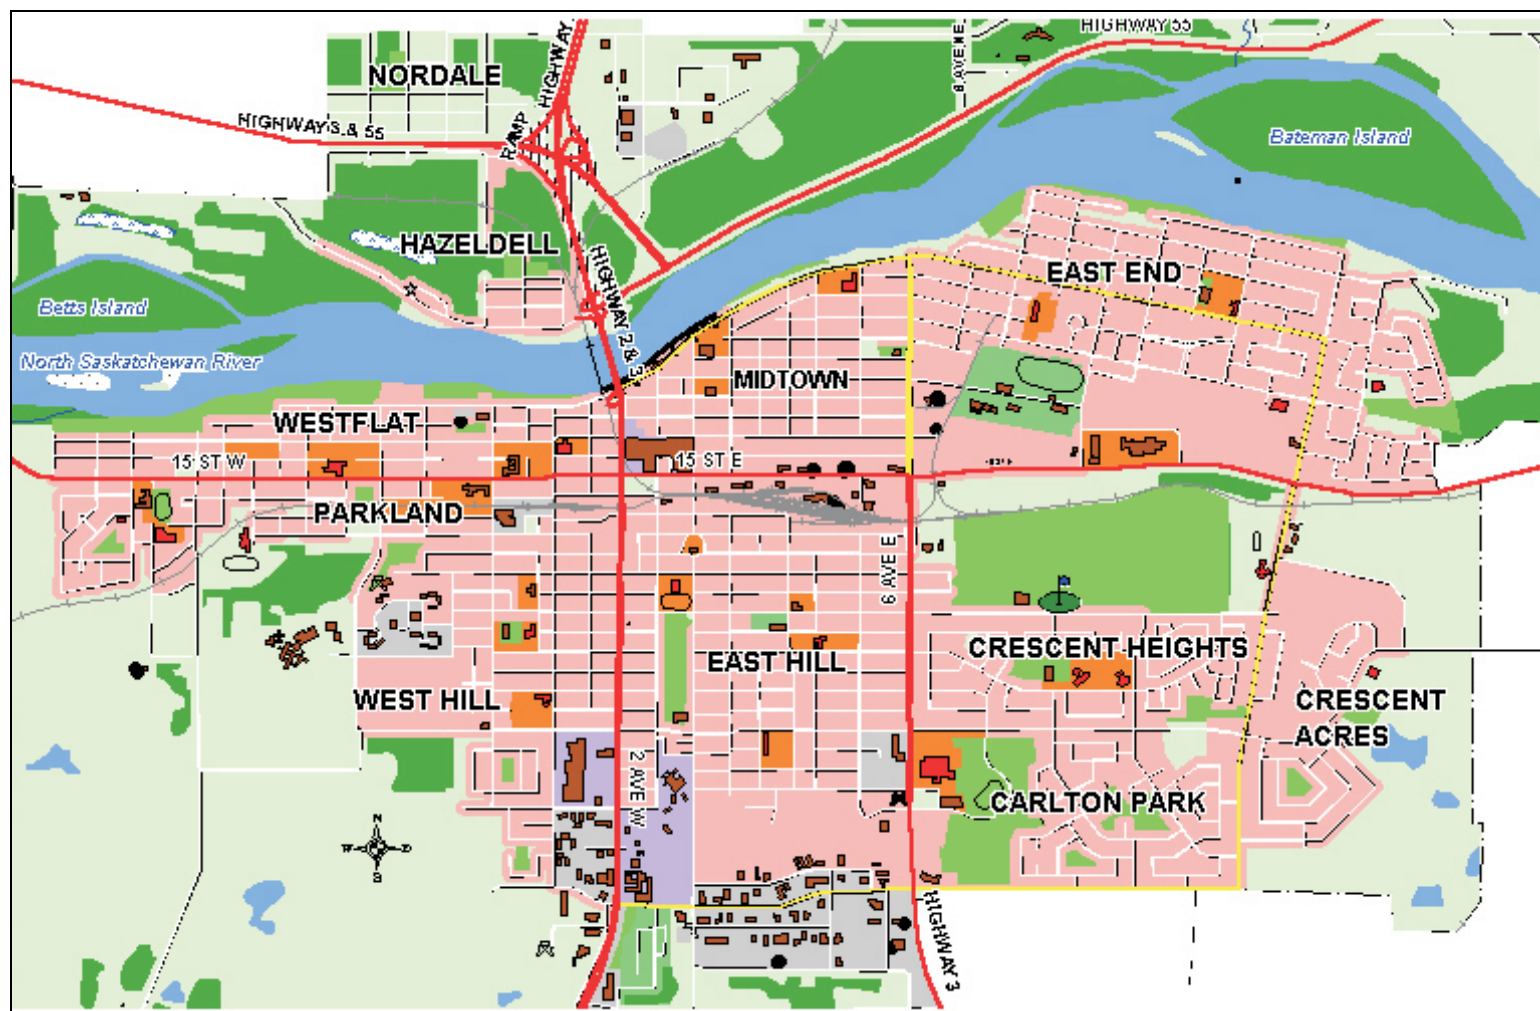 HIGHWAY 55
8 AVE NE
NORDALE
HIGHWAY
HIGHWAY 3 & 55
RAMP
Bateman Island
HAZELDELL
HIGHWAY 2 & 3
EAST END
Betts Island
North Saskatchewan River
MIDTOWN
WESTFLAT
15 ST W
15 ST E
PARKLAND
6 AVE E
CRESCENT HEIGHTS
EAST HILL
WEST HILL
CRESCENT
ACRES
2 AVE W
CARLTON PARK
N
W
S
HIGHWAY 3